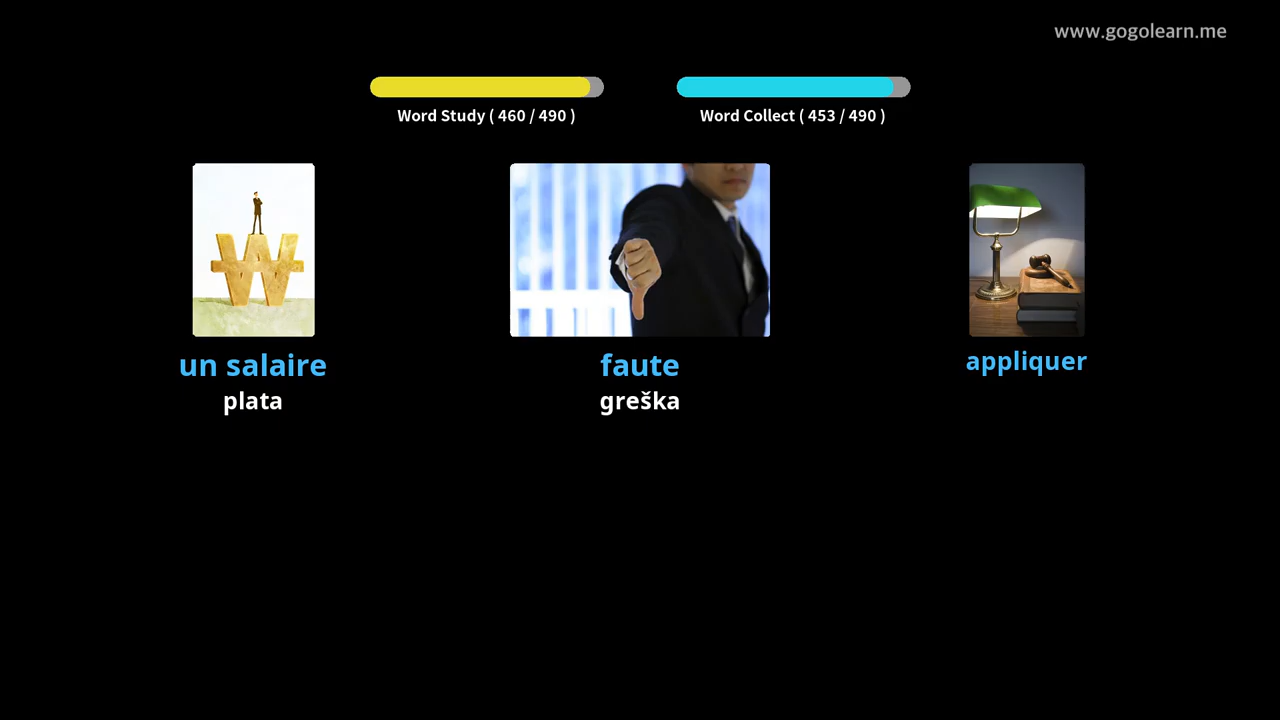 www.gogolearn.me
Word Study ( 460 / 490 )
Word Collect ( 453 / 490 )
un salaire
plata
faute
greška
appliquer